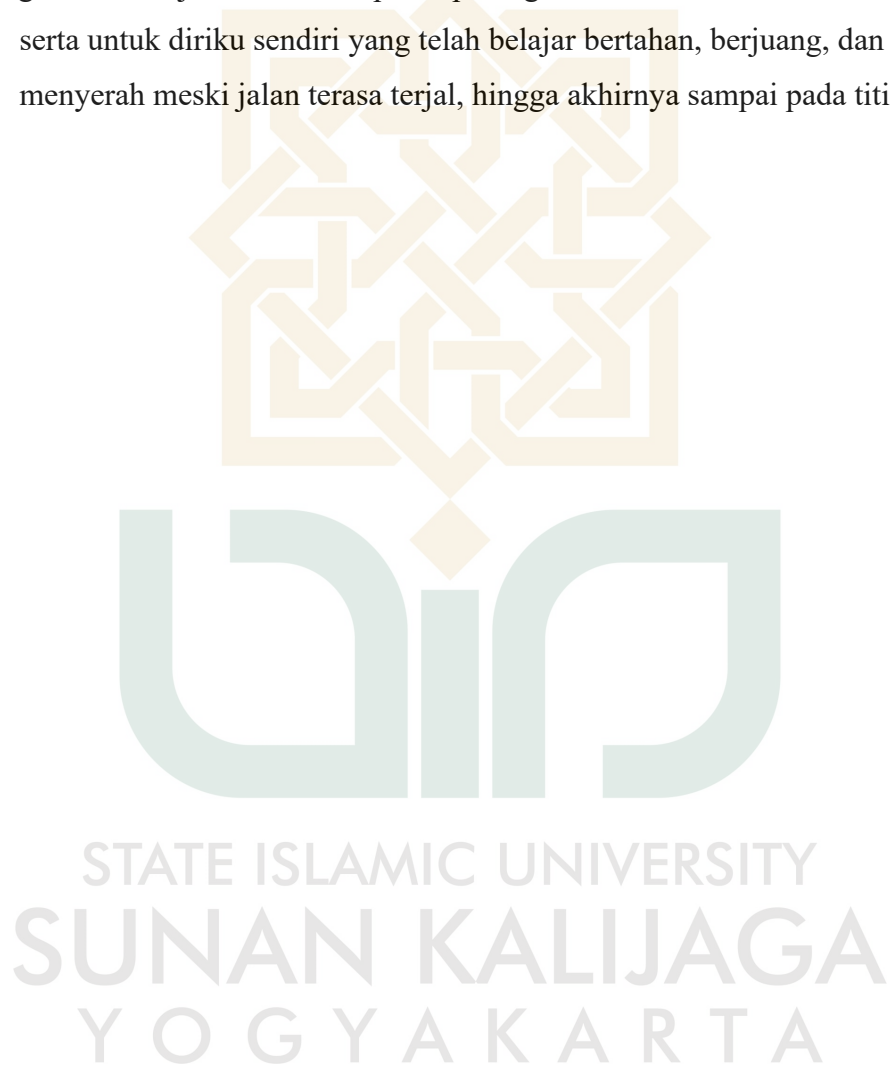 serta untuk diriku sendiri yang telah belajar bertahan, berjuang, dan
menyerah meski jalan terasa terjal, hingga akhirnya sampai pada titi
STATE ISLAMIC UNIVERSITY
SUNAN KALIJAGA
YOGYAKARTA